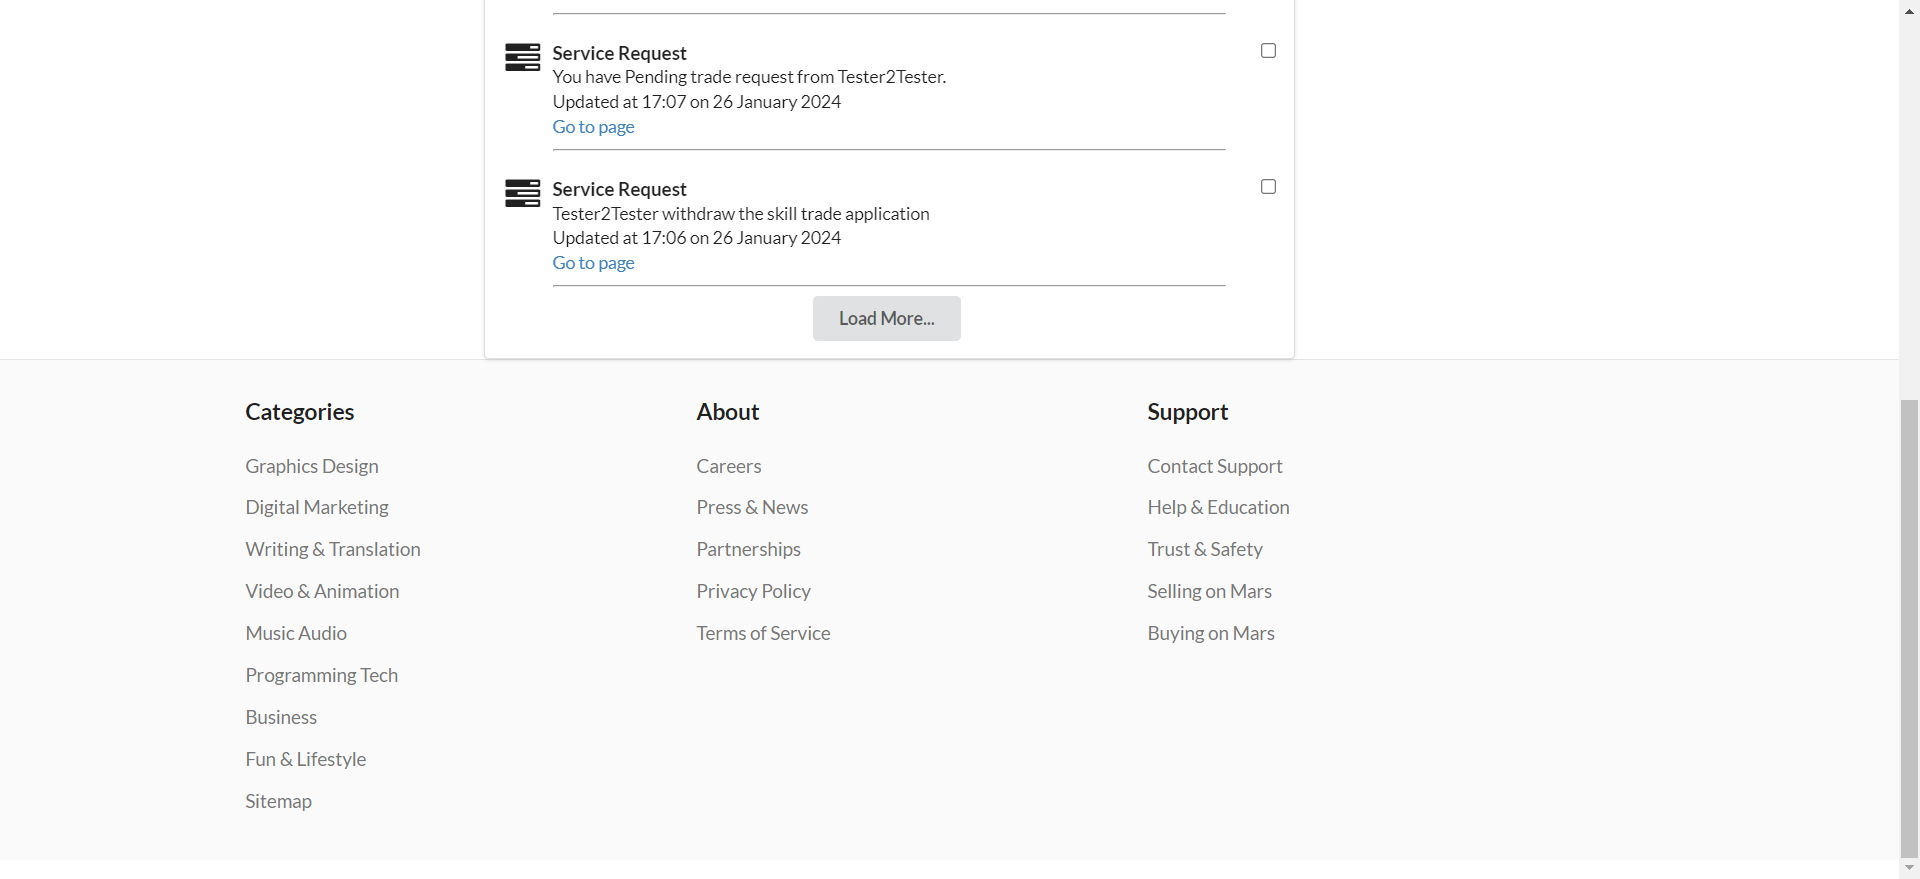 Service Request
You have Pending trade request from Tester2Tester.
Updated at 17:07 on 26 January 2024
Go to page
Service Request
Tester2Tester withdraw the skill trade application
Updated at 17:06 on 26 January 2024
Go to page
Load More...
Categories
Graphics Design
Digital Marketing
Writing & Translation
Video & Animation
Music Audio
Programming Tech
Business
Fun & Lifestyle
Sitemap
About
Careers
Press & News
Partnerships
Privacy Policy
Terms of Service
Support
Contact Support
Help & Education
Trust & Safety
Selling on Mars
Buying on Mars